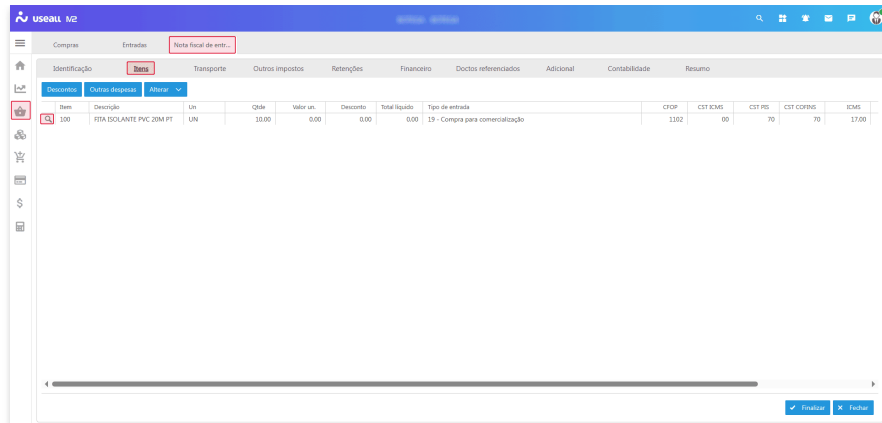 useall M2
Compras Entradas Nota fiscal de entr...
Identificação Itens Transporte Outros impostos Retenções Financeiro Doctos referenciados Adicional Contabilidade Resumo
Descontos Outras despesas Alterar
Item Descrição Un Qtde Valor un. Desconto Total líquido Tipo de entrada CFOP CST ICMS CST PIS CST COFINS ICMS
100 FITA ISOLANTE PVC 20M PT UN 10.00 0.00 0.00 0.00 19 - Compra para comercialização 1102 00 70 70 17.00
Finalizar Fechar